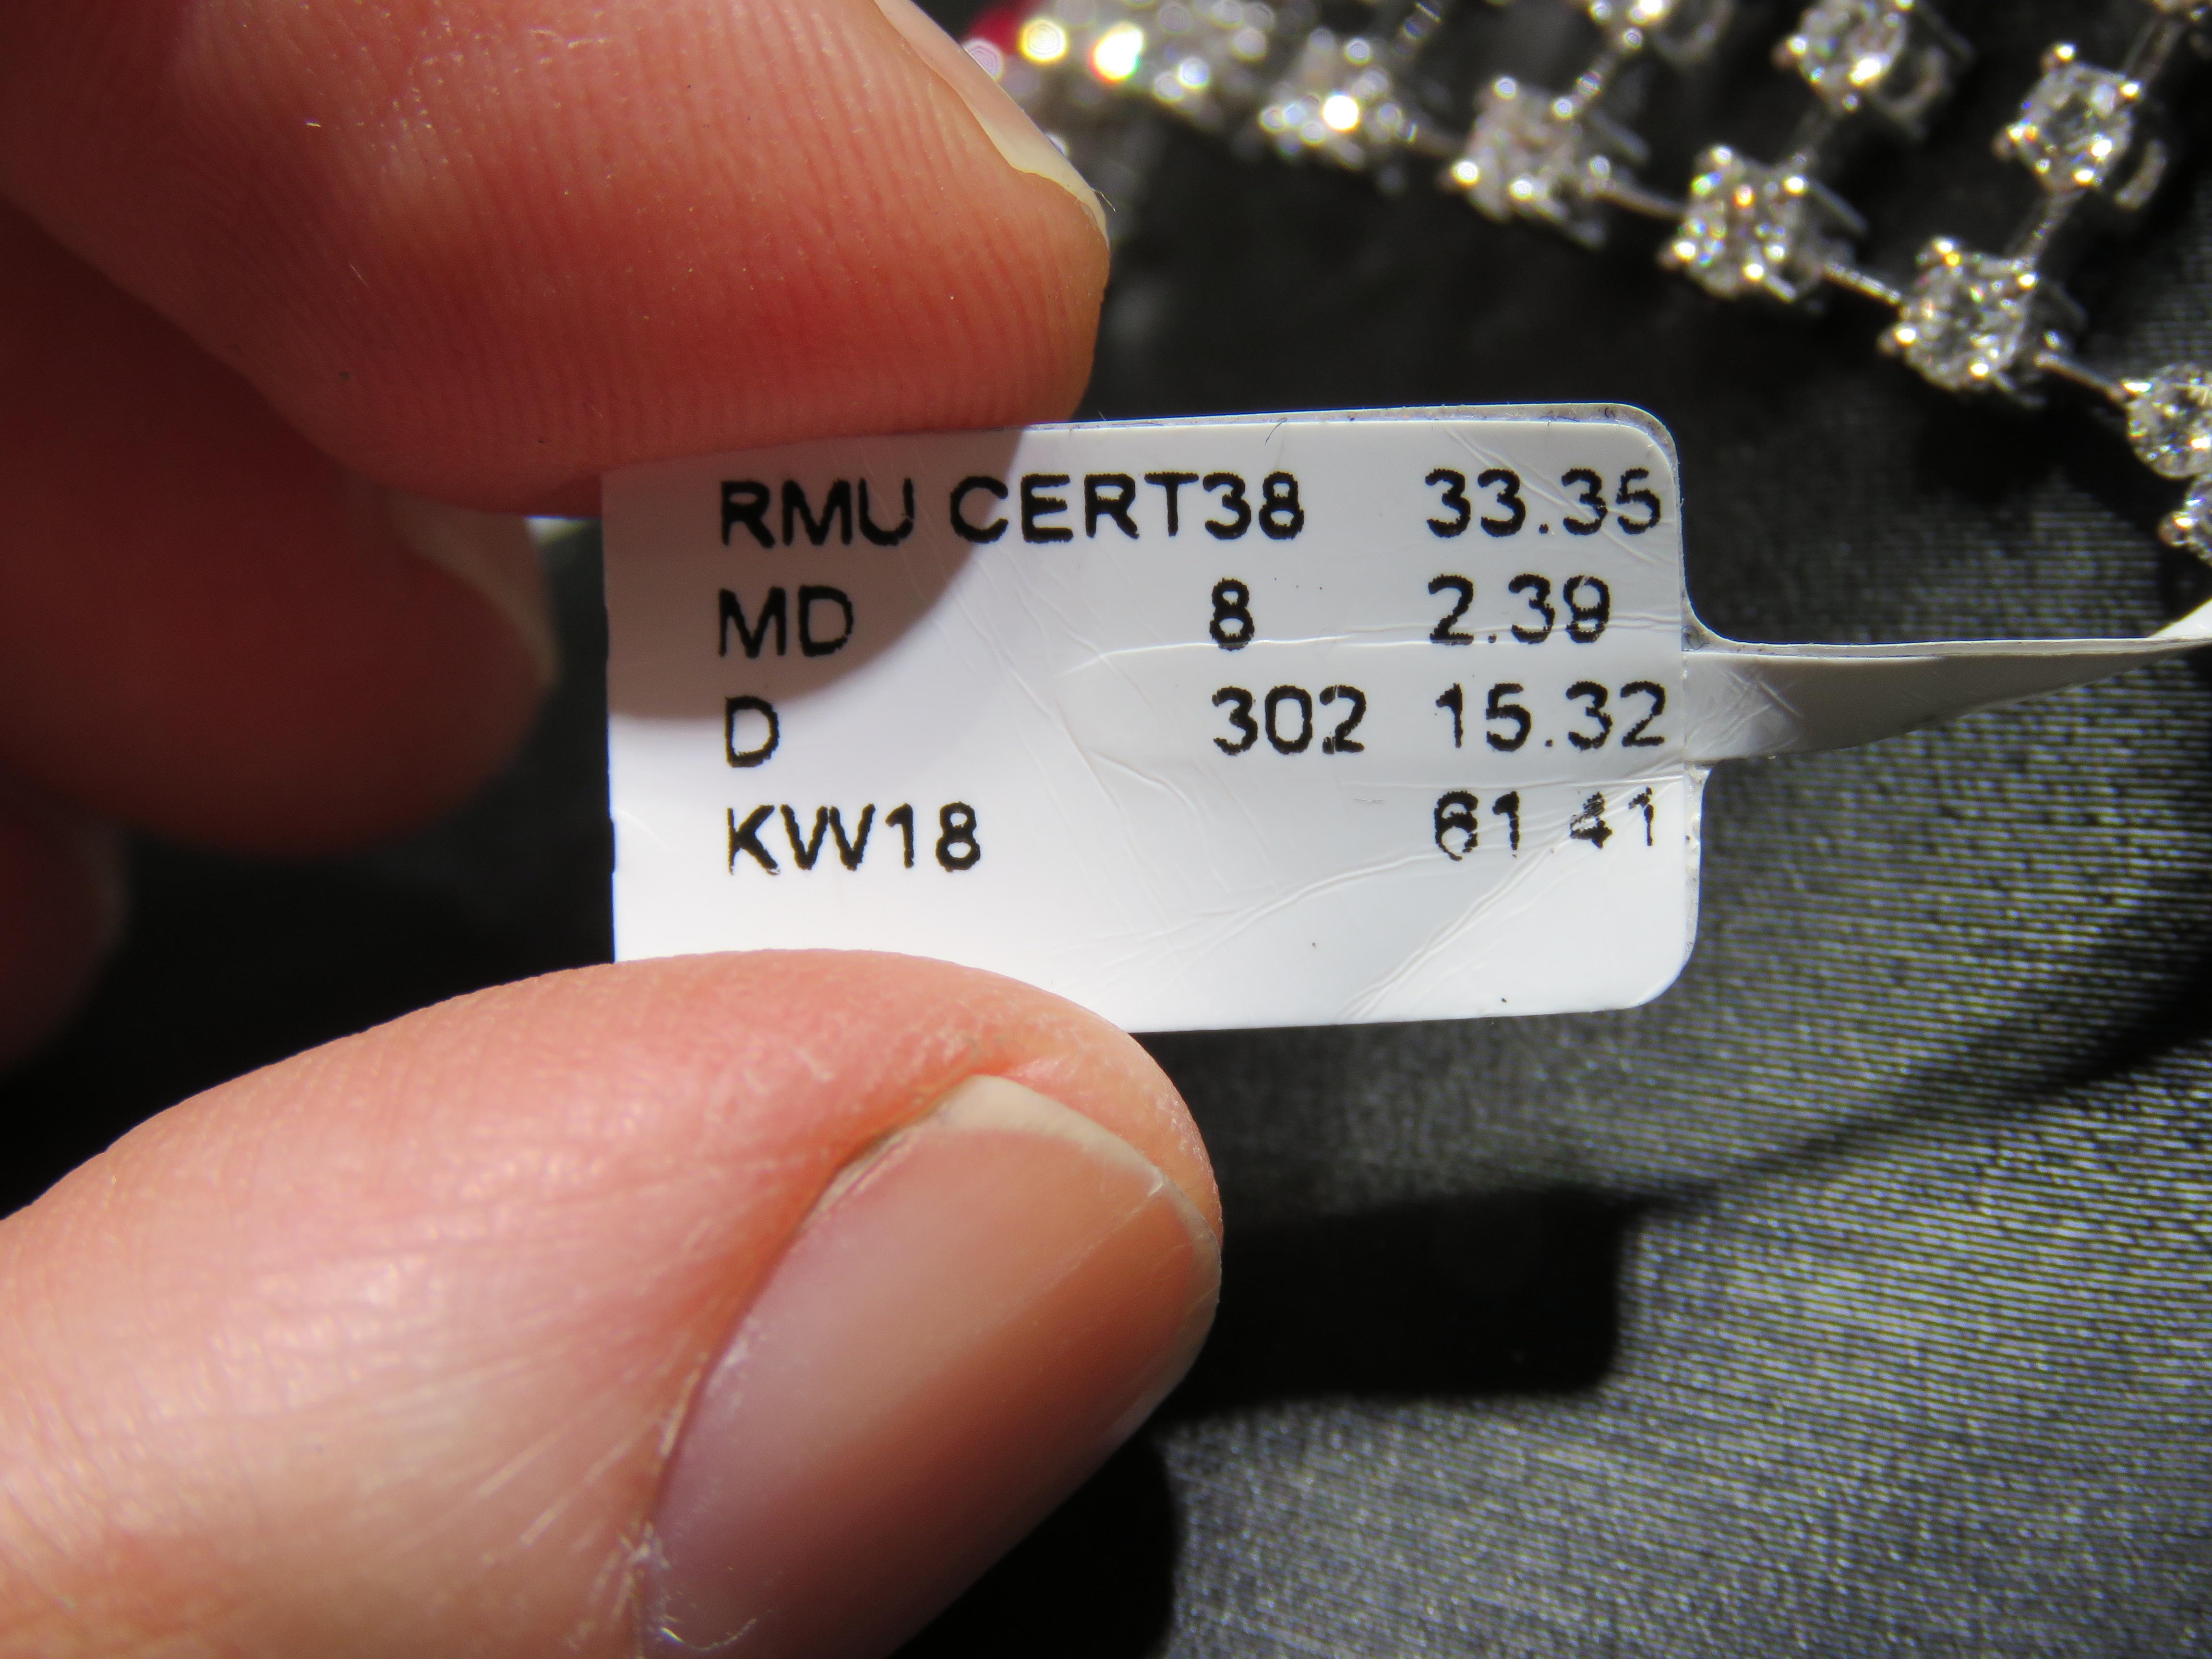 RMU CERT38 33.35
MD 8 2.39
D 302 15.32
KW18 61 41